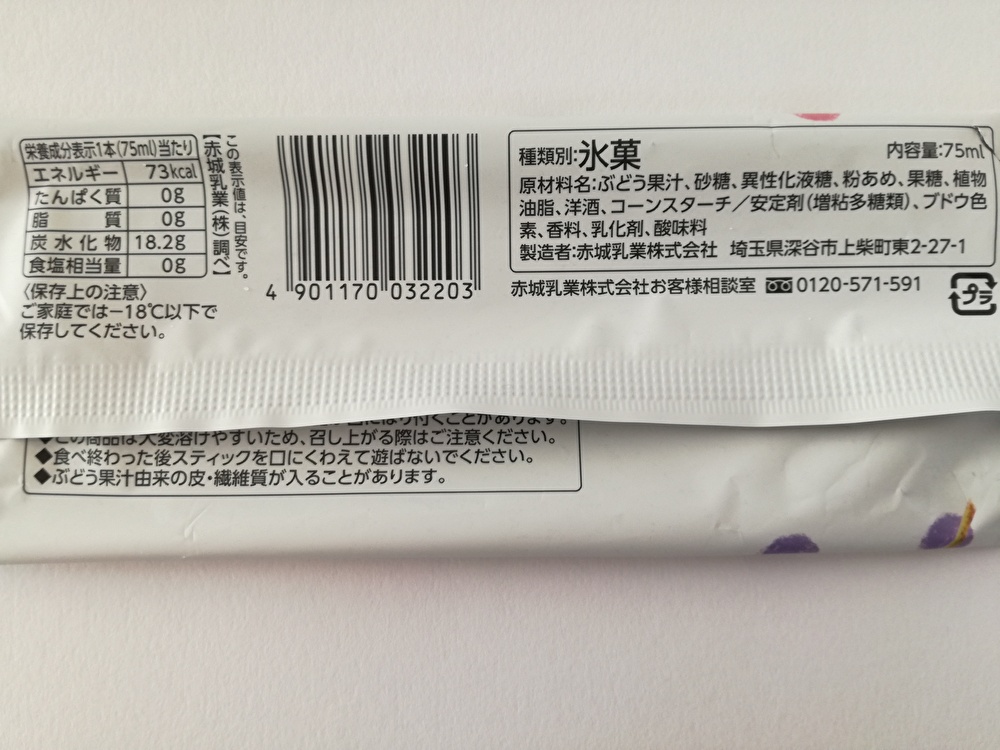 栄養成分表示1本(75ml)当たり
エネルギー 73kcal
たんぱく質 0g
脂質 0g
炭水化物 18.2g
食塩相当量 0g
この表示値は、目安です。
【赤城乳業(株)調べ】
〈保存上の注意〉
ご家庭では−18℃以下で
保存してください。
4 901170 032203
種類別:氷菓 内容量:75ml
原材料名:ぶどう果汁、砂糖、異性化液糖、粉あめ、果糖、植物
油脂、洋酒、コーンスターチ/安定剤(増粘多糖類)、ブドウ色
素、香料、乳化剤、酸味料
製造者:赤城乳業株式会社 埼玉県深谷市上柴町東2-27-1
赤城乳業株式会社お客様相談室 0120-571-591
プラ
はり付くことがあります。
◆この商品は大変溶けやすいため、召し上がる際はご注意ください。
◆食べ終わった後スティックを口にくわえて遊ばないでください。
◆ぶどう果汁由来の皮・繊維質が入ることがあります。